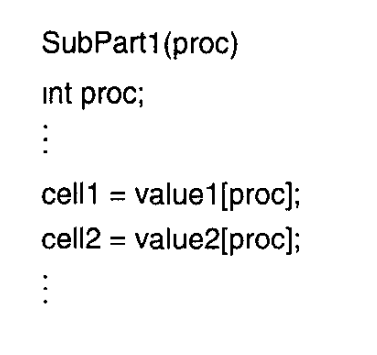 SubPart1(proc)
int proc;
⋮
cell1 = value1[proc];
cell2 = value2[proc];
⋮